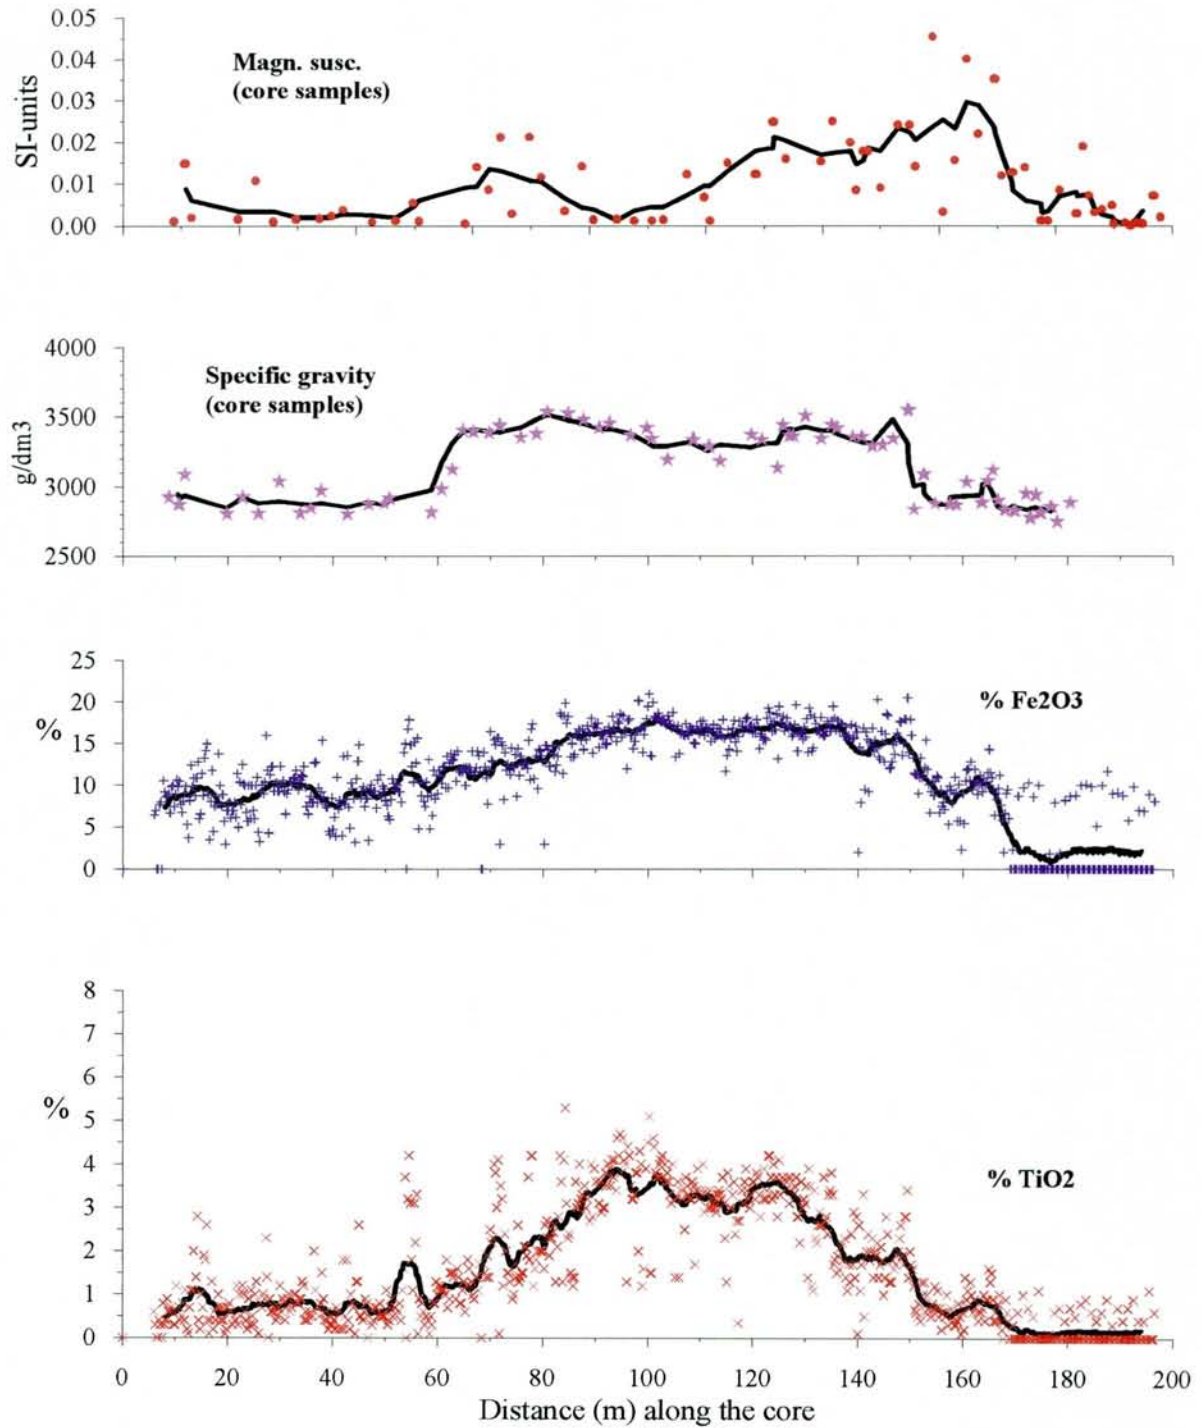 0.05
0.04
0.03
0.02
0.01
0.00
SI-units
Magn. susc.
(core samples)
4000
3500
3000
2500
g/dm3
Specific gravity
(core samples)
25
20
15
10
5
0
%
% Fe2O3
8
7
6
5
4
3
2
1
0
%
% TiO2
0 20 40 60 80 100 120 140 160 180 200
Distance (m) along the core